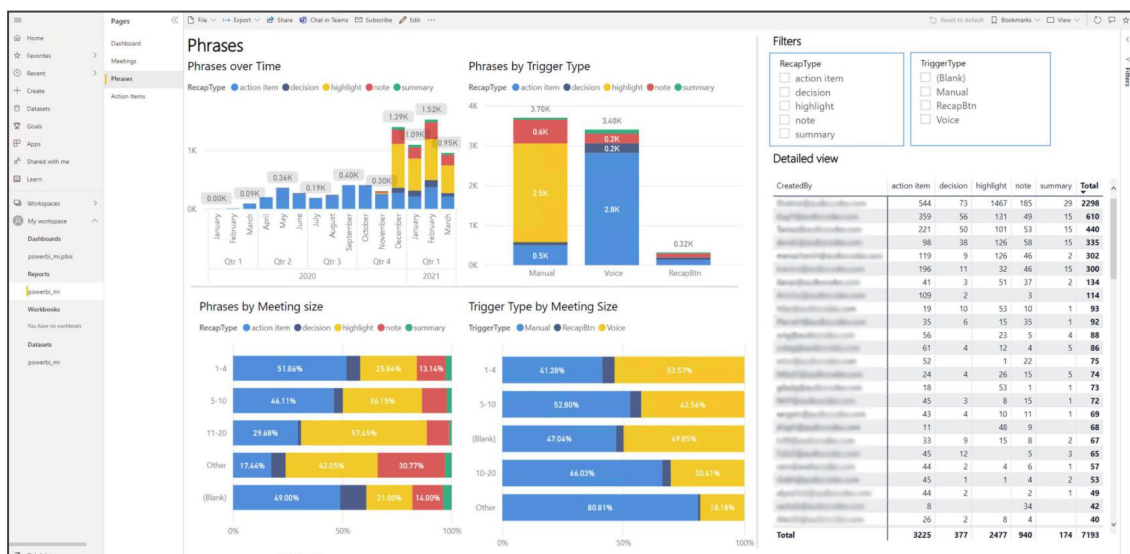 Pages
File
Export
Share
Chat in Teams
Subscribe
Edit
Reset to default
Bookmarks
View
Home
Favorites
Recent
Create
Datasets
Goals
Apps
Shared with me
Learn
Workspaces
My workspace
Dashboards
powerbi_mi.pbix
Reports
powerbi_mi
Workbooks
You have no workbooks
Datasets
powerbi_mi
Dashboard
Meetings
Phrases
Action Items
Phrases
Phrases over Time
RecapType action item decision highlight note summary
1K
0K
0.00K 0.09K 0.36K 0.19K 0.40K 0.30K 1.39K 1.09K 1.52K 0.95K
January February March April May June July August September October November December January February March
Qtr 1 Qtr 2 Qtr 3 Qtr 4 Qtr 1
2020 2021
Phrases by Trigger Type
RecapType action item decision highlight note summary
4K
3K
2K
1K
0K
3.70K 3.40K 0.32K
0.6K 0.2K
0.2K
2.5K
2.8K
0.5K
Manual Voice RecapBtn
Phrases by Meeting size
RecapType action item decision highlight note summary
1-4 51.86% 25.84% 13.14%
5-10 46.11% 36.15%
11-20 29.68% 57.45%
Other 17.44% 42.05% 30.77%
(Blank) 49.00% 21.00% 14.00%
0% 50% 100%
Trigger Type by Meeting Size
TriggerType Manual RecapBtn Voice
1-4 41.28% 53.57%
5-10 52.80% 42.54%
(Blank) 47.04% 49.85%
10-20 66.03% 30.41%
Other 80.81% 18.18%
0% 50% 100%
Filters
RecapType
action item
decision
highlight
note
summary
TriggerType
(Blank)
Manual
RecapBtn
Voice
Filters
Detailed view
CreatedBy action item decision highlight note summary Total
544 73 1467 185 29 2298
359 56 131 49 15 610
221 50 101 53 15 440
98 38 126 58 15 335
119 9 126 46 2 302
196 11 32 46 15 300
41 3 51 37 2 134
109 2 3 114
19 10 53 10 1 93
35 6 15 35 1 92
56 23 5 4 88
61 4 12 4 5 86
52 1 22 75
24 4 26 15 5 74
18 53 1 1 73
45 3 8 15 1 72
43 4 10 11 1 69
11 48 9 68
33 9 15 8 2 67
45 12 5 3 65
44 2 4 6 1 57
45 1 1 4 2 53
44 2 2 1 49
8 34 42
26 2 8 4 40
Total 3225 377 2477 940 174 7193